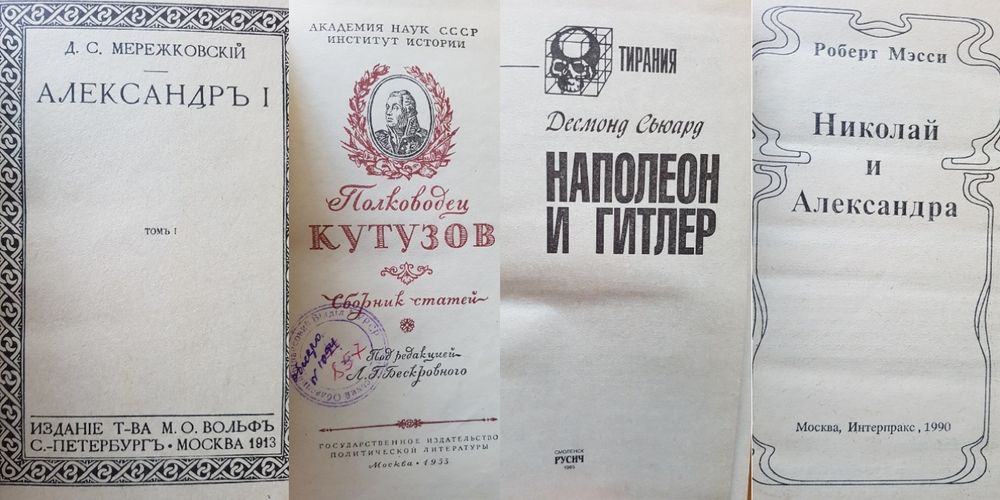 Д. С. МЕРЕЖКОВСКІЙ
АЛЕКСАНДРЪ I
ТОМЪ I
ИЗДАНІЕ Т-ВА М. О. ВОЛЬФЪ
С.-ПЕТЕРБУРГЪ • МОСКВА 1913
АКАДЕМИЯ НАУК СССР
ИНСТИТУТ ИСТОРИИ
Полководец
КУТУЗОВ
Сборник статей
Под редакцией
Л. Г. Бескровного
ГОСУДАРСТВЕННОЕ ИЗДАТЕЛЬСТВО
ПОЛИТИЧЕСКОЙ ЛИТЕРАТУРЫ
Москва • 1955
ТИРАНИЯ
Десмонд Сьюард
НАПОЛЕОН
И ГИТЛЕР
СМОЛЕНСК
РУСИЧ
1995
Роберт Мэсси
Николай
и
Александра
Москва, Интерпракс, 1990